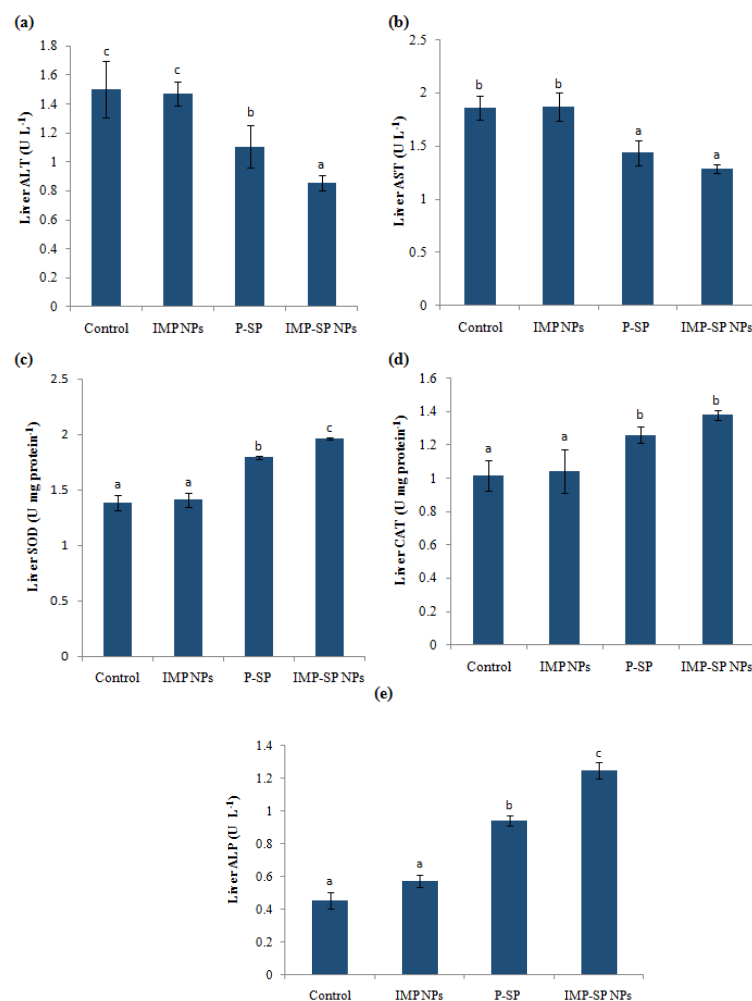 (a)
Liver ALT (U L-1)
1.8
1.6
1.4
1.2
1
0.8
0.6
0.4
0.2
0
c
c
b
a
Control IMP NPs P-SP IMP-SP NPs
(b)
Liver AST (U L-1)
2.5
2
1.5
1
0.5
0
b
b
a
a
Control IMP NPs P-SP IMP-SP NPs
(c)
Liver SOD (U mg protein-1)
2.5
2
1.5
1
0.5
0
a
a
b
c
Control IMP NPs P-SP IMP-SP NPs
(d)
Liver CAT (U mg protein-1)
1.6
1.4
1.2
1
0.8
0.6
0.4
0.2
0
a
a
b
b
Control IMP NPs P-SP IMP-SP NPs
(e)
Liver ALP (U L-1)
1.4
1.2
1
0.8
0.6
0.4
0.2
0
a
a
b
c
Control IMP NPs P-SP IMP-SP NPs